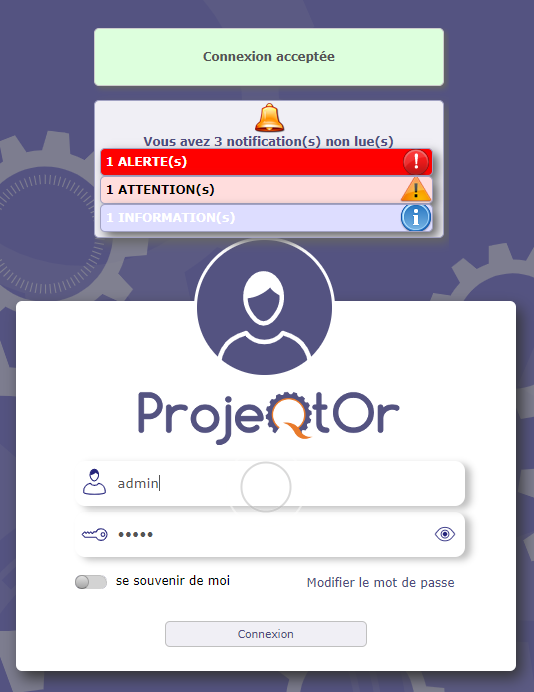 Connexion acceptée
Vous avez 3 notification(s) non lue(s)
1 ALERTE(s)
1 ATTENTION(s)
1 INFORMATION(s)
ProjeQtOr
admin
•••••
se souvenir de moi
Modifier le mot de passe
Connexion